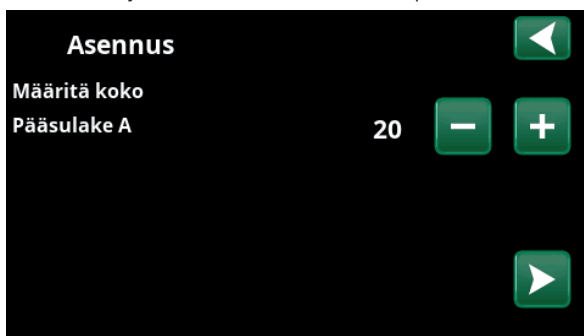 Asennus
Määritä koko
Pääsulake A 20 − +